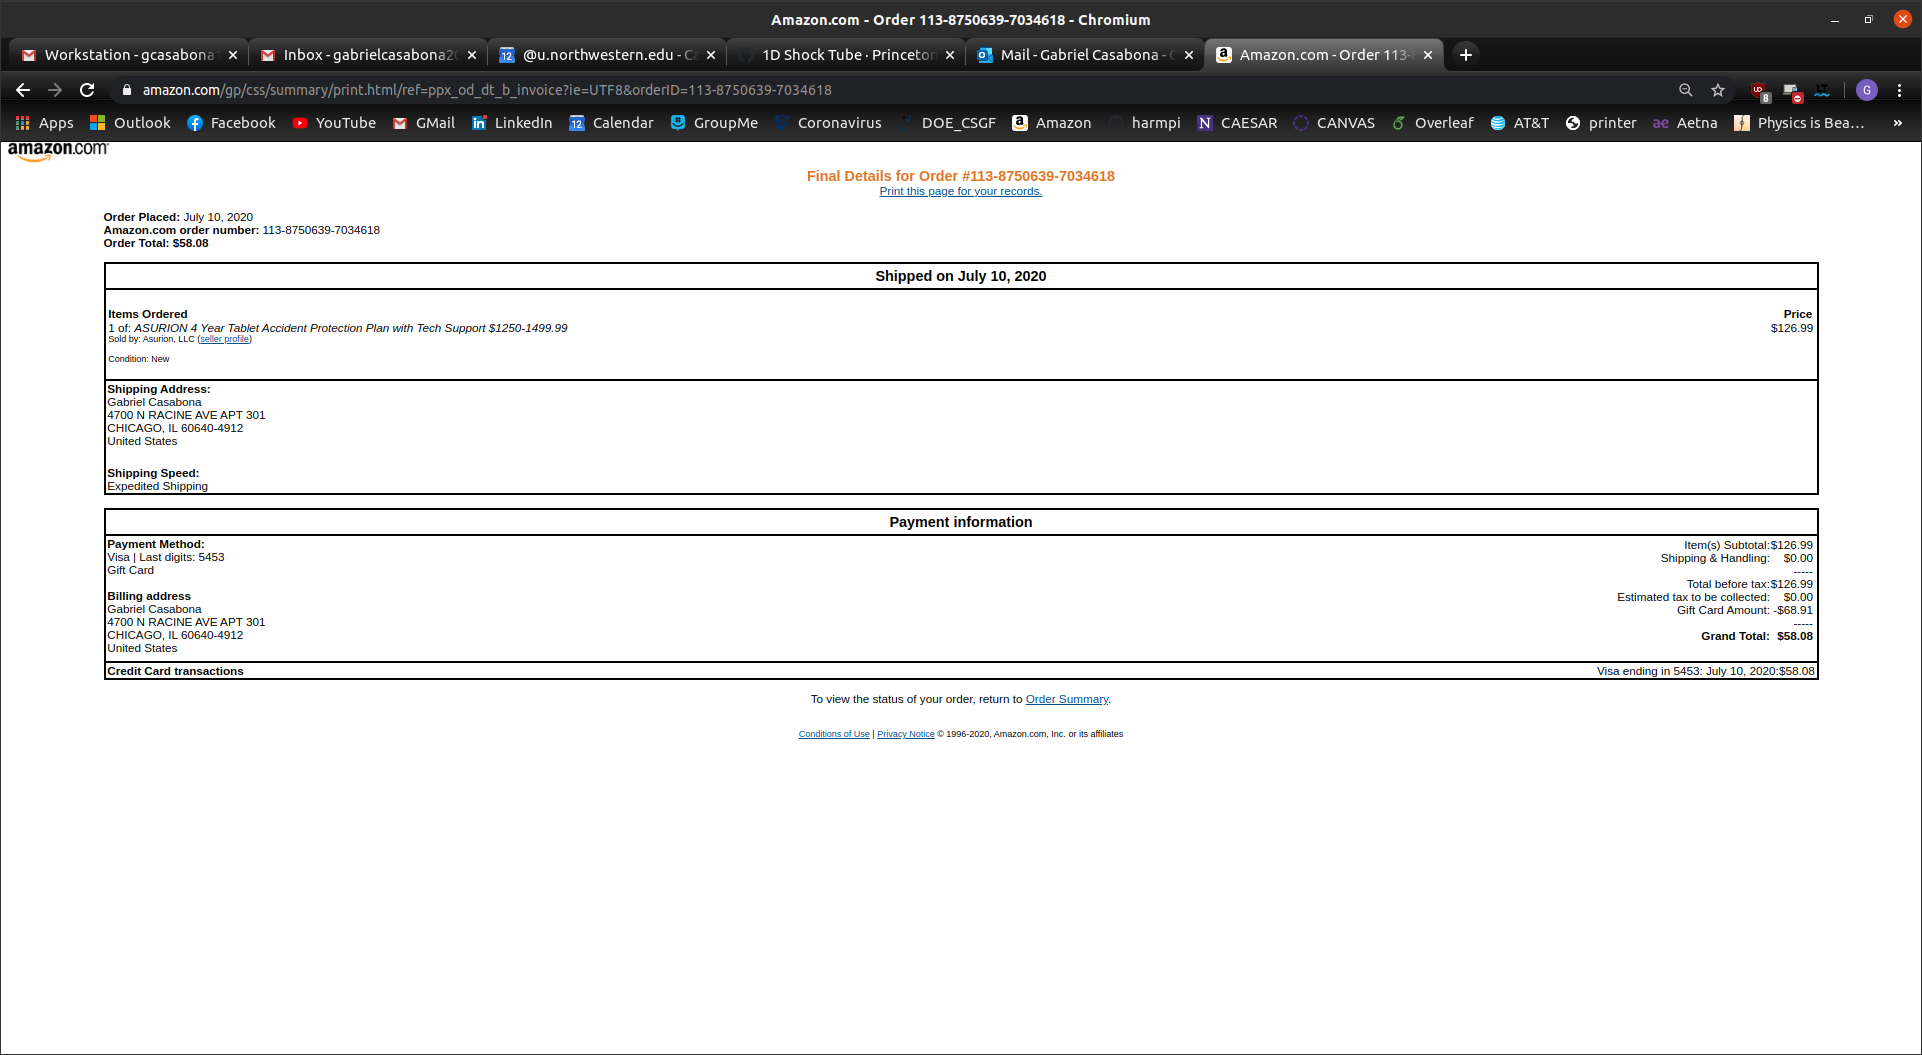 Amazon.com - Order 113-8750639-7034618 - Chromium
Workstation - gcasabona
Inbox - gabrielcasabona20
@u.northwestern.edu - Ca
1D Shock Tube · Princeton
Mail - Gabriel Casabona -
Amazon.com - Order 113-
amazon.com/gp/css/summary/print.html/ref=ppx_od_dt_b_invoice?ie=UTF8&orderID=113-8750639-7034618
8
G
Apps Outlook Facebook YouTube GMail LinkedIn 12 Calendar GroupMe Coronavirus DOE_CSGF Amazon harmpi N CAESAR CANVAS Overleaf AT&T printer ae Aetna Physics is Bea... »
amazon.com
Final Details for Order #113-8750639-7034618
Print this page for your records.
Order Placed: July 10, 2020
Amazon.com order number: 113-8750639-7034618
Order Total: $58.08
Shipped on July 10, 2020
Items Ordered Price
1 of: ASURION 4 Year Tablet Accident Protection Plan with Tech Support $1250-1499.99 $126.99
Sold by: Asurion, LLC (seller profile)
Condition: New
Shipping Address:
Gabriel Casabona
4700 N RACINE AVE APT 301
CHICAGO, IL 60640-4912
United States
Shipping Speed:
Expedited Shipping
Payment information
Payment Method:
Visa | Last digits: 5453
Gift Card
Billing address
Gabriel Casabona
4700 N RACINE AVE APT 301
CHICAGO, IL 60640-4912
United States
Item(s) Subtotal: $126.99
Shipping & Handling: $0.00
-----
Total before tax: $126.99
Estimated tax to be collected: $0.00
Gift Card Amount: -$68.91
-----
Grand Total: $58.08
Credit Card transactions Visa ending in 5453: July 10, 2020: $58.08
To view the status of your order, return to Order Summary.
Conditions of Use | Privacy Notice © 1996-2020, Amazon.com, Inc. or its affiliates